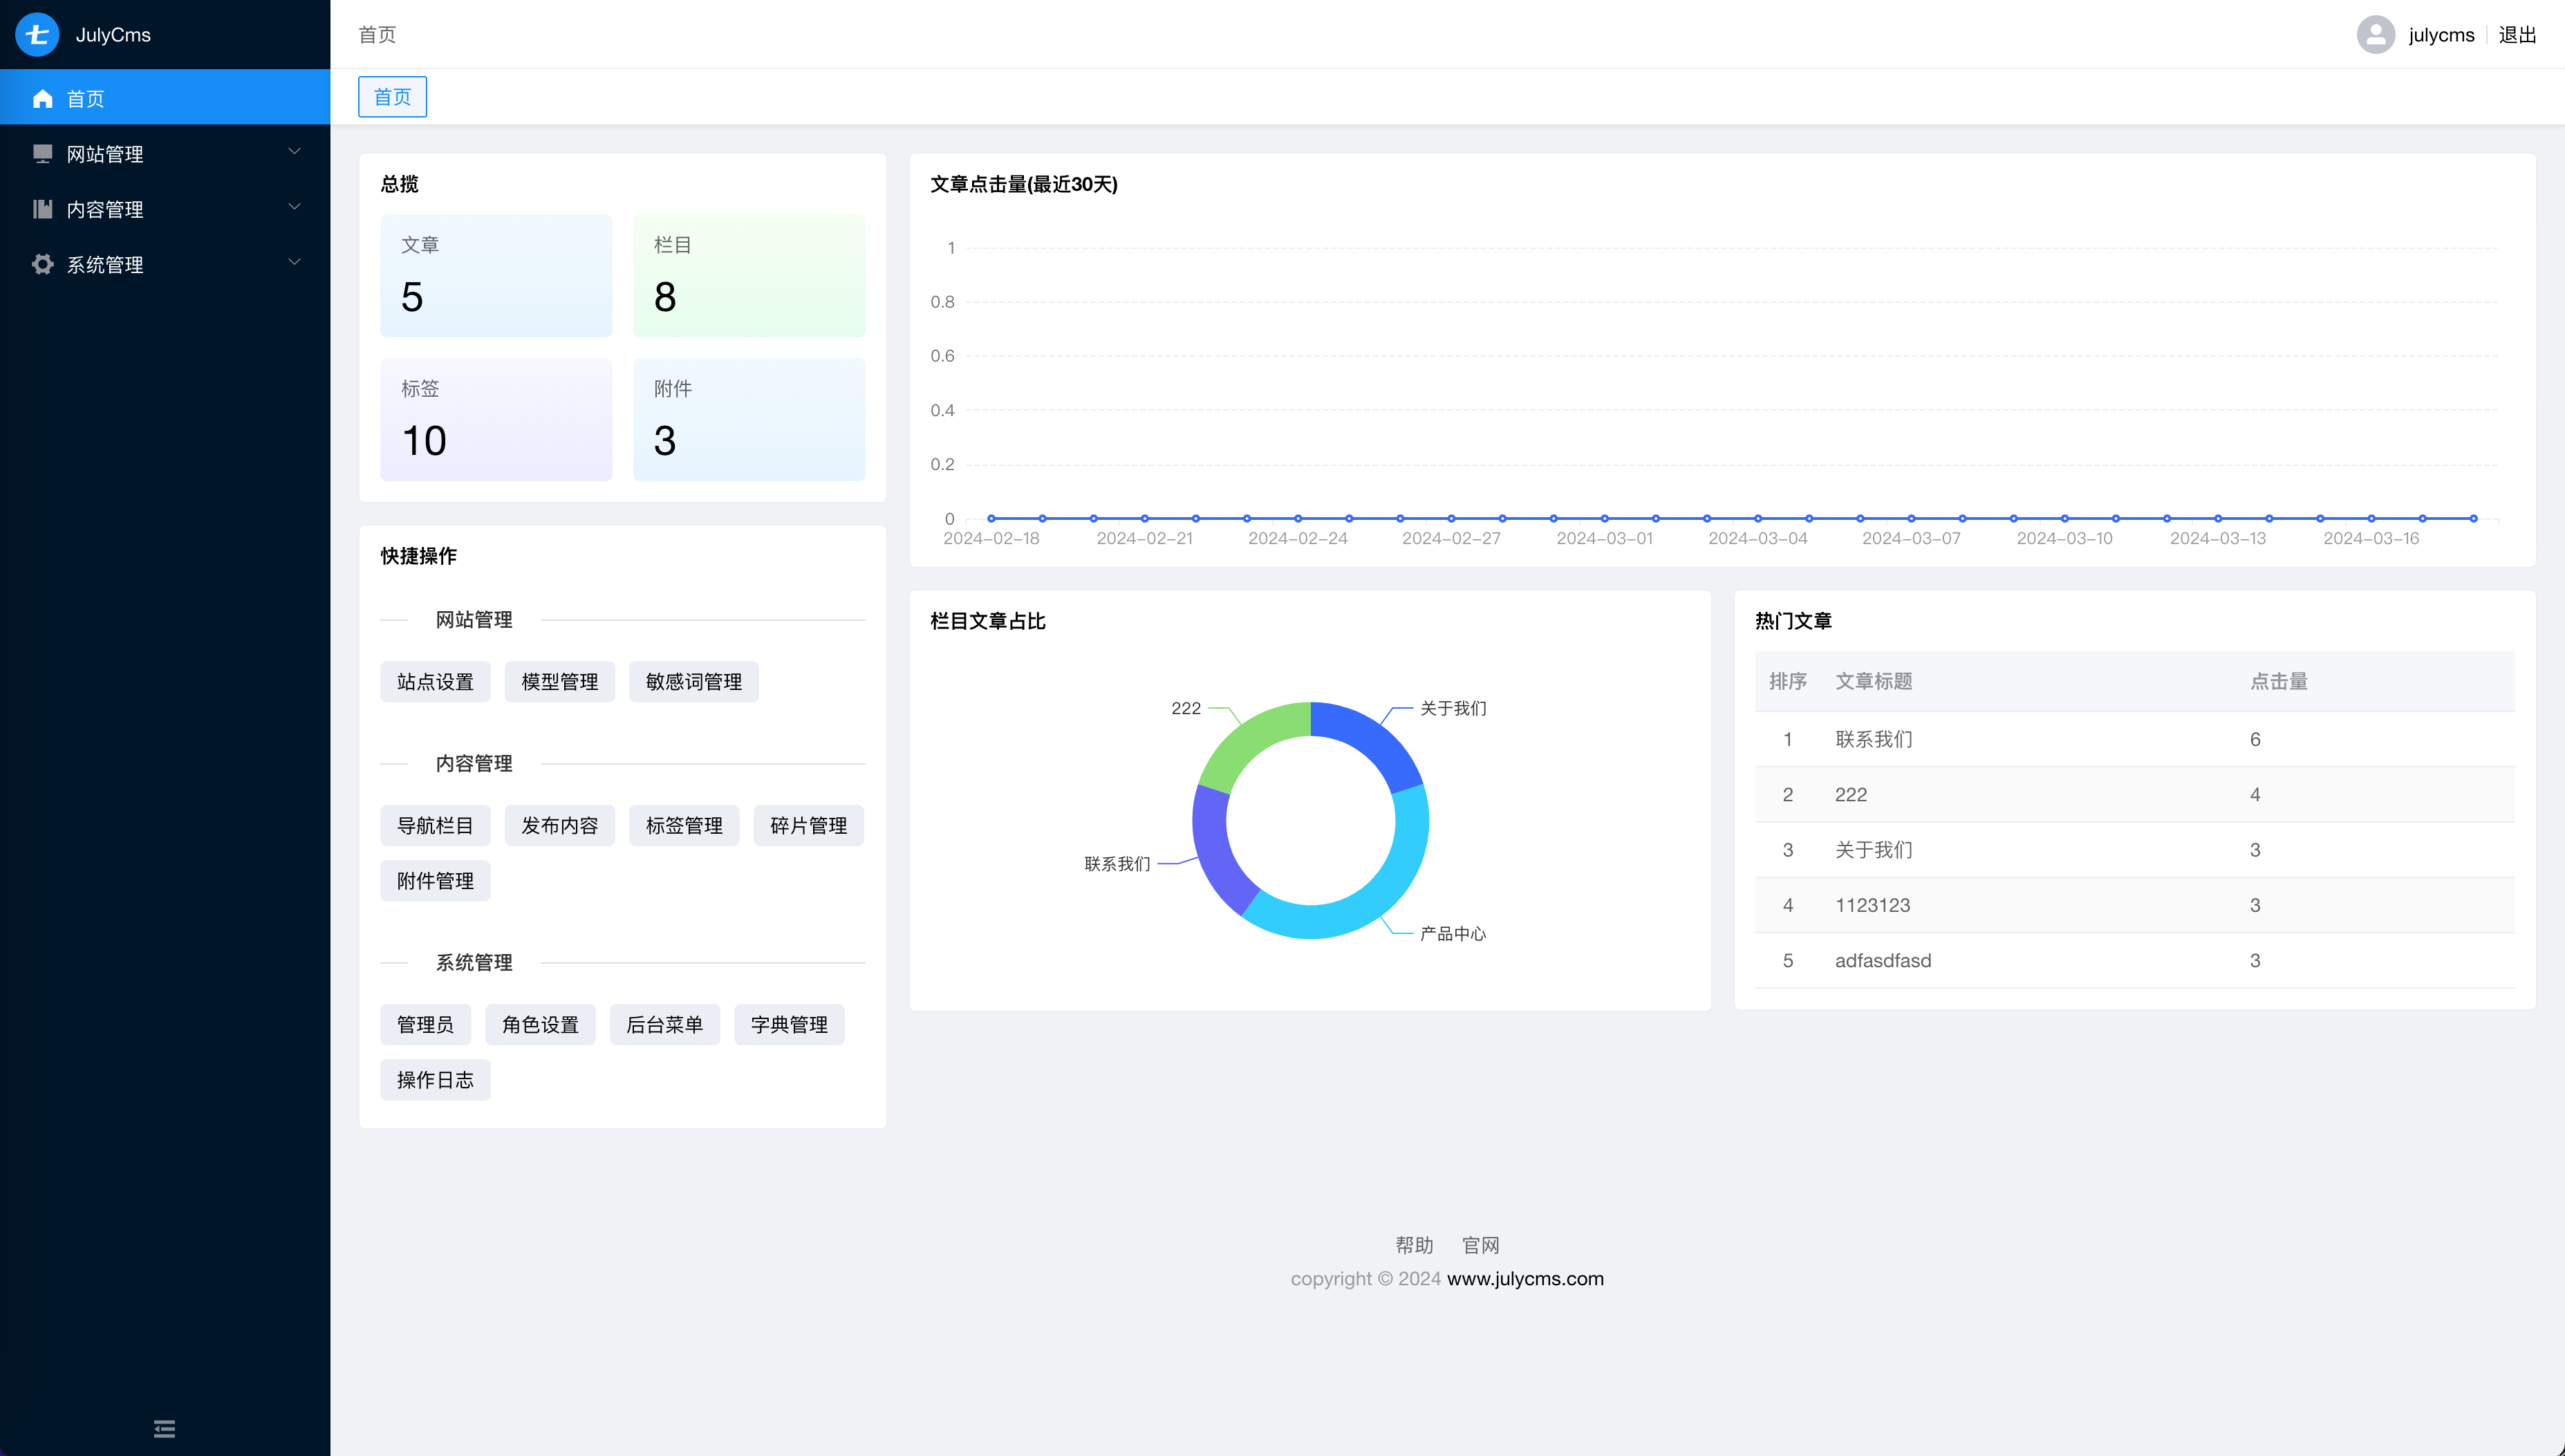 JulyCms
首页
网站管理
内容管理
系统管理
首页
julycms
退出
首页
总揽
文章
5
栏目
8
标签
10
附件
3
快捷操作
网站管理
站点设置 模型管理 敏感词管理
内容管理
导航栏目 发布内容 标签管理 碎片管理
附件管理
系统管理
管理员 角色设置 后台菜单 字典管理
操作日志
文章点击量(最近30天)
1
0.8
0.6
0.4
0.2
0
2024-02-18 2024-02-21 2024-02-24 2024-02-27 2024-03-01 2024-03-04 2024-03-07 2024-03-10 2024-03-13 2024-03-16
栏目文章占比
222
关于我们
联系我们
产品中心
热门文章
排序 文章标题 点击量
1 联系我们 6
2 222 4
3 关于我们 3
4 1123123 3
5 adfasdfasd 3
帮助 官网
copyright © 2024 www.julycms.com